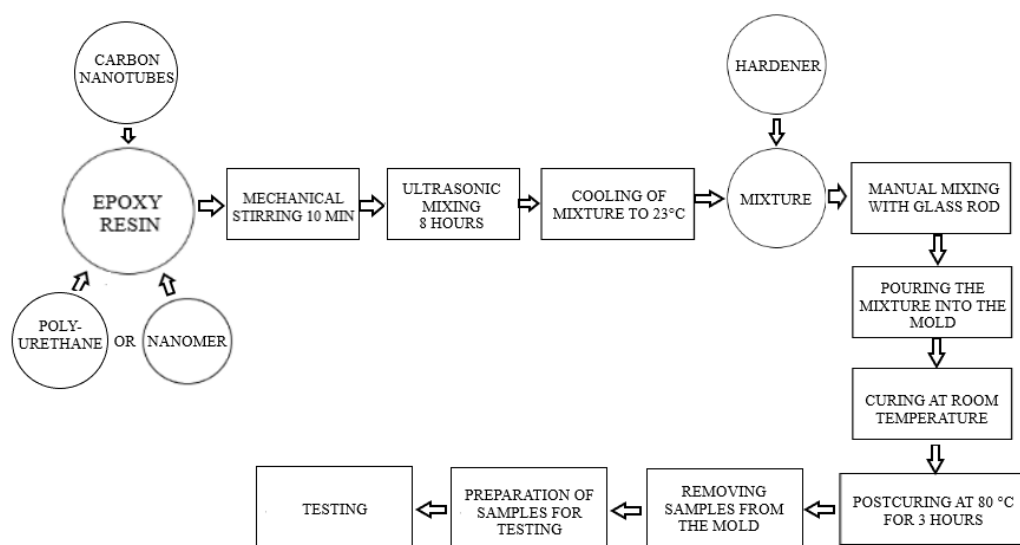 CARBON
NANOTUBES
HARDENER
EPOXY
RESIN
MECHANICAL
STIRRING 10 MIN
ULTRASONIC
MIXING
8 HOURS
COOLING OF
MIXTURE TO 23°C
MIXTURE
MANUAL MIXING
WITH GLASS ROD
POLY-
URETHANE
OR
NANOMER
POURING THE
MIXTURE INTO THE
MOLD
CURING AT ROOM
TEMPERATURE
POSTCURING AT 80 °C
FOR 3 HOURS
REMOVING
SAMPLES FROM
THE MOLD
PREPARATION OF
SAMPLES FOR
TESTING
TESTING